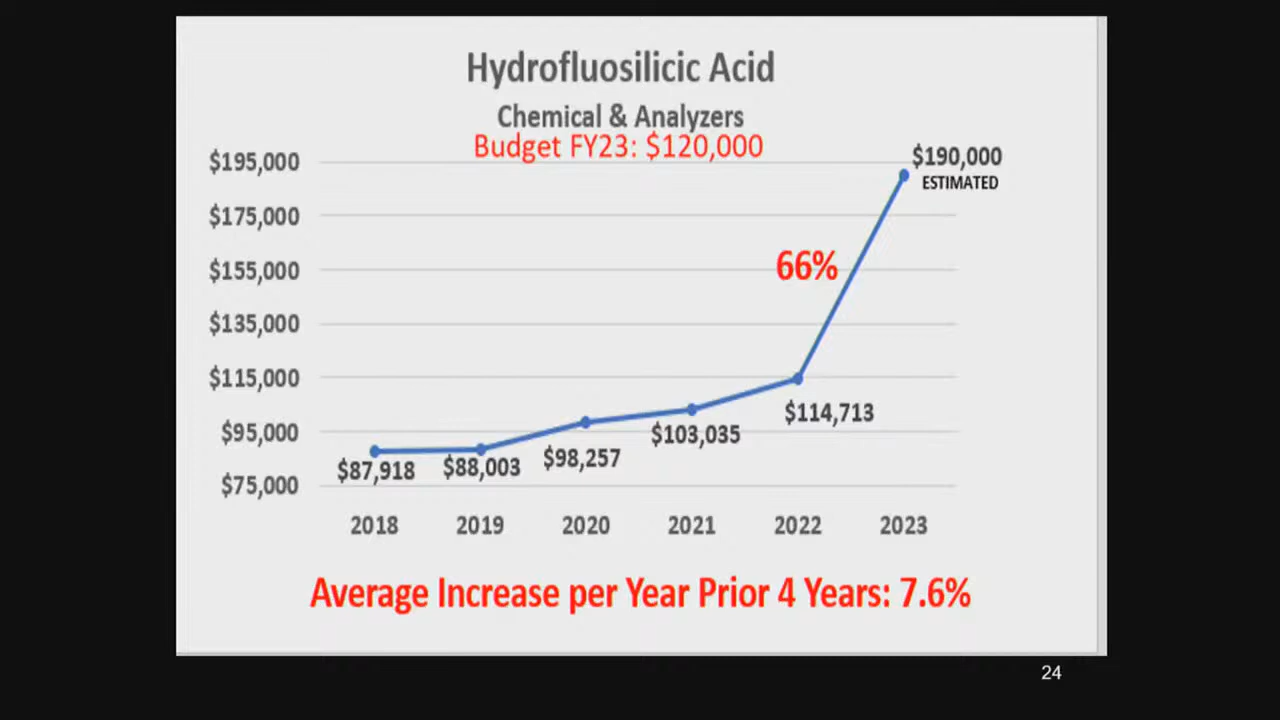 Hydrofluosilicic Acid
Chemical & Analyzers
Budget FY23: $120,000
$195,000
$190,000
ESTIMATED
$175,000
66%
$155,000
$135,000
$115,000
$114,713
$95,000
$103,035
$98,257
$88,003
$87,918
$75,000
2018 2019 2020 2021 2022 2023
Average Increase per Year Prior 4 Years: 7.6%
24